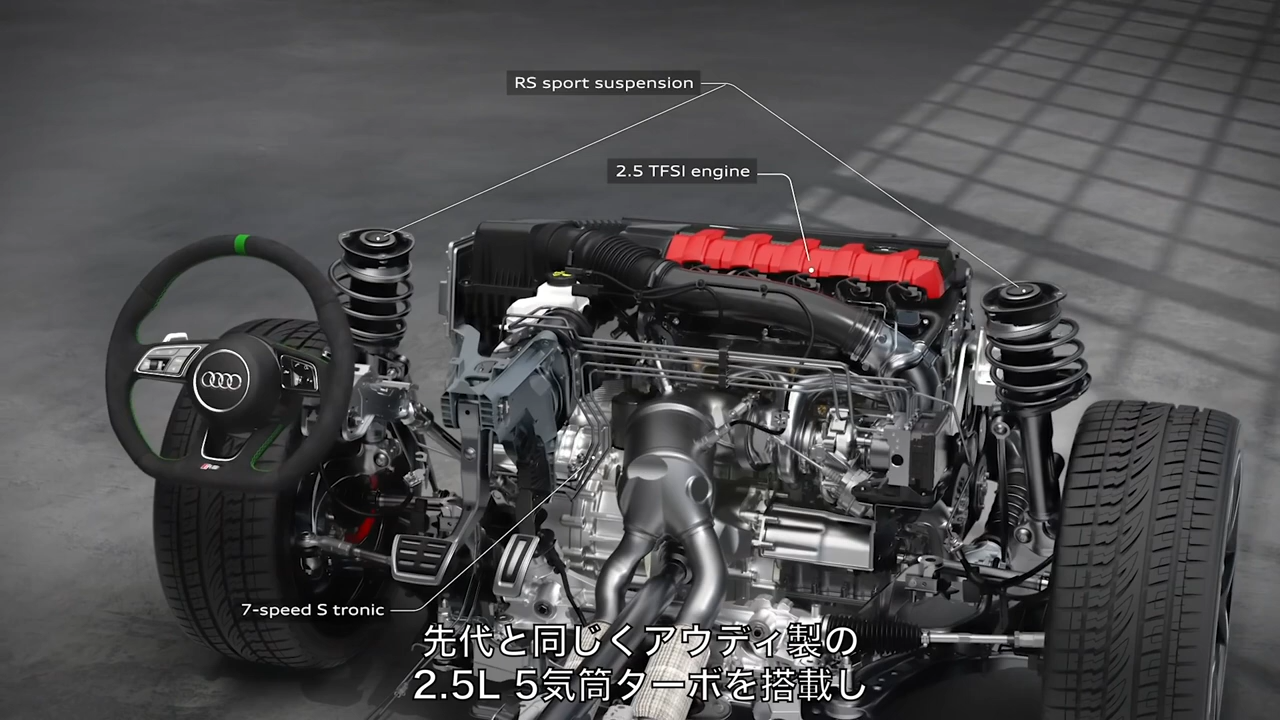 RS sport suspension
2.5 TFSI engine
7-speed S tronic
先代と同じくアウディ製の
2.5L 5気筒ターボを搭載し